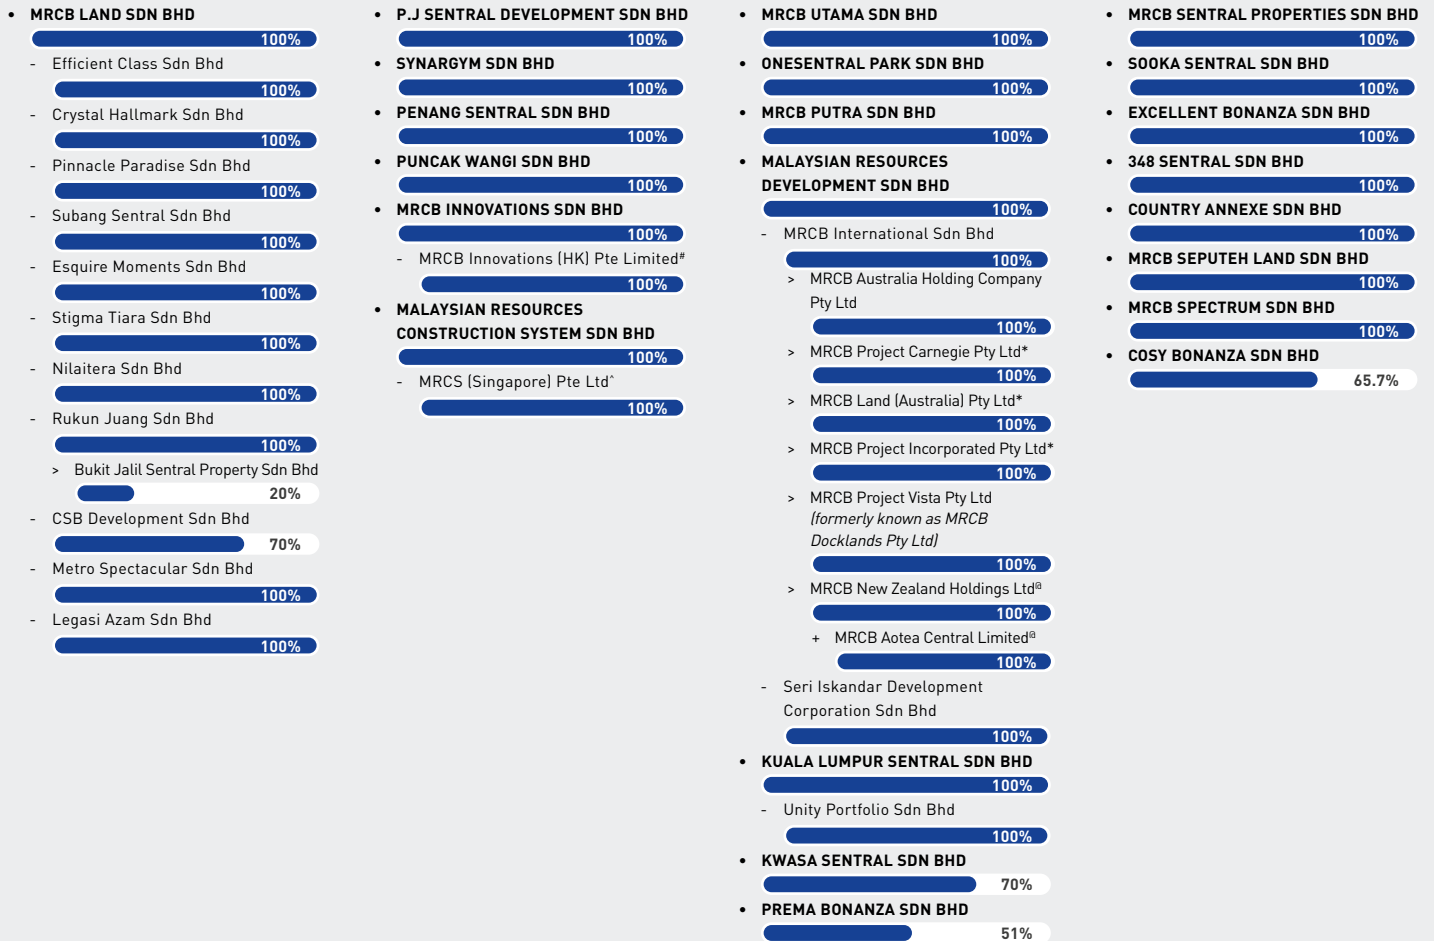 • MRCB LAND SDN BHD
100%
- Efficient Class Sdn Bhd
100%
- Crystal Hallmark Sdn Bhd
100%
- Pinnacle Paradise Sdn Bhd
100%
- Subang Sentral Sdn Bhd
100%
- Esquire Moments Sdn Bhd
100%
- Stigma Tiara Sdn Bhd
100%
- Nilaitera Sdn Bhd
100%
- Rukun Juang Sdn Bhd
100%
> Bukit Jalil Sentral Property Sdn Bhd
20%
- CSB Development Sdn Bhd
70%
- Metro Spectacular Sdn Bhd
100%
- Legasi Azam Sdn Bhd
100%
• P.J SENTRAL DEVELOPMENT SDN BHD
100%
• SYNARGYM SDN BHD
100%
• PENANG SENTRAL SDN BHD
100%
• PUNCAK WANGI SDN BHD
100%
• MRCB INNOVATIONS SDN BHD
100%
- MRCB Innovations (HK) Pte Limited#
100%
• MALAYSIAN RESOURCES
CONSTRUCTION SYSTEM SDN BHD
100%
- MRCS (Singapore) Pte Ltd^
100%
• MRCB UTAMA SDN BHD
100%
• ONESENTRAL PARK SDN BHD
100%
• MRCB PUTRA SDN BHD
100%
• MALAYSIAN RESOURCES
DEVELOPMENT SDN BHD
100%
- MRCB International Sdn Bhd
100%
> MRCB Australia Holding Company
Pty Ltd
100%
> MRCB Project Carnegie Pty Ltd*
100%
> MRCB Land (Australia) Pty Ltd*
100%
> MRCB Project Incorporated Pty Ltd*
100%
> MRCB Project Vista Pty Ltd
(formerly known as MRCB
Docklands Pty Ltd)
100%
> MRCB New Zealand Holdings Ltd@
100%
+ MRCB Aotea Central Limited@
100%
- Seri Iskandar Development
Corporation Sdn Bhd
100%
• KUALA LUMPUR SENTRAL SDN BHD
100%
- Unity Portfolio Sdn Bhd
100%
• KWASA SENTRAL SDN BHD
70%
• PREMA BONANZA SDN BHD
51%
• MRCB SENTRAL PROPERTIES SDN BHD
100%
• SOOKA SENTRAL SDN BHD
100%
• EXCELLENT BONANZA SDN BHD
100%
• 348 SENTRAL SDN BHD
100%
• COUNTRY ANNEXE SDN BHD
100%
• MRCB SEPUTEH LAND SDN BHD
100%
• MRCB SPECTRUM SDN BHD
100%
• COSY BONANZA SDN BHD
65.7%